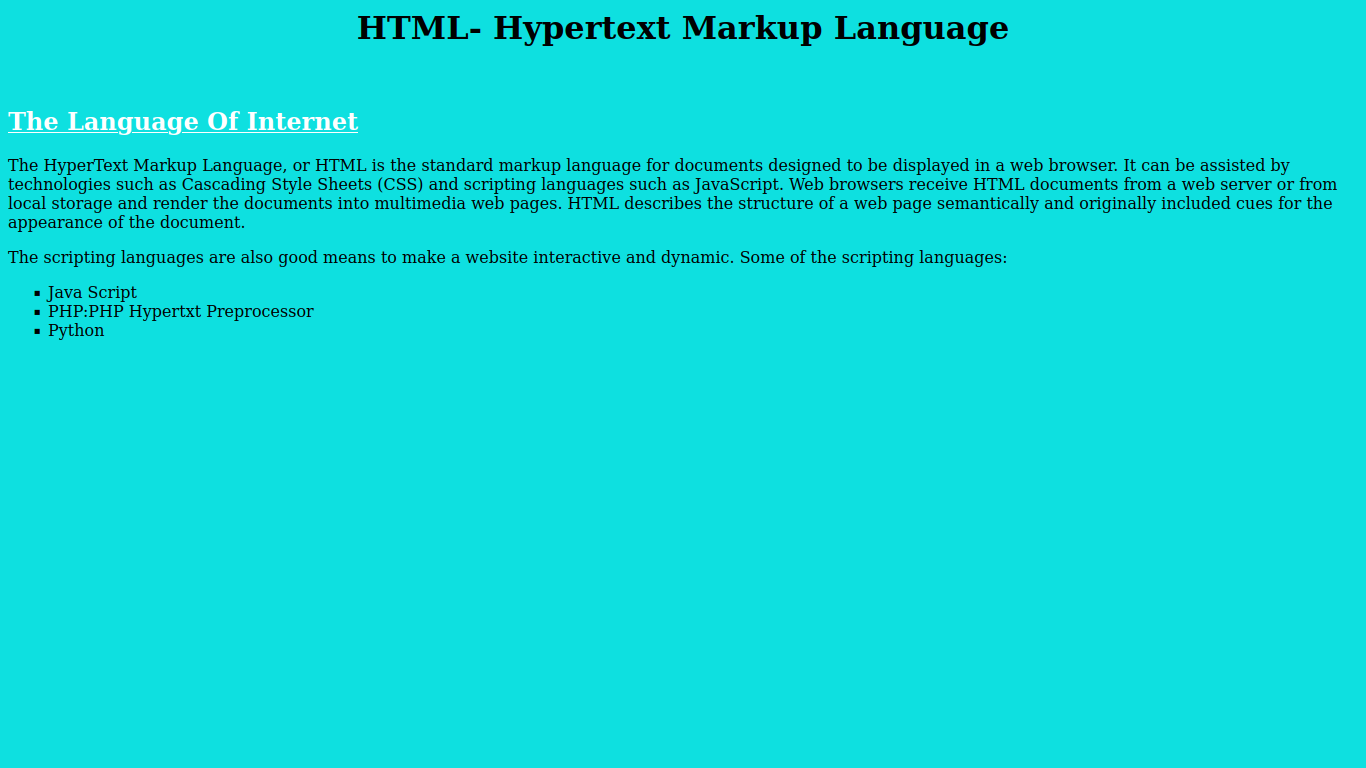 HTML- Hypertext Markup Language
The Language Of Internet
The HyperText Markup Language, or HTML is the standard markup language for documents designed to be displayed in a web browser. It can be assisted by
technologies such as Cascading Style Sheets (CSS) and scripting languages such as JavaScript. Web browsers receive HTML documents from a web server or from
local storage and render the documents into multimedia web pages. HTML describes the structure of a web page semantically and originally included cues for the
appearance of the document.
The scripting languages are also good means to make a website interactive and dynamic. Some of the scripting languages:
▪ Java Script
▪ PHP:PHP Hypertxt Preprocessor
▪ Python